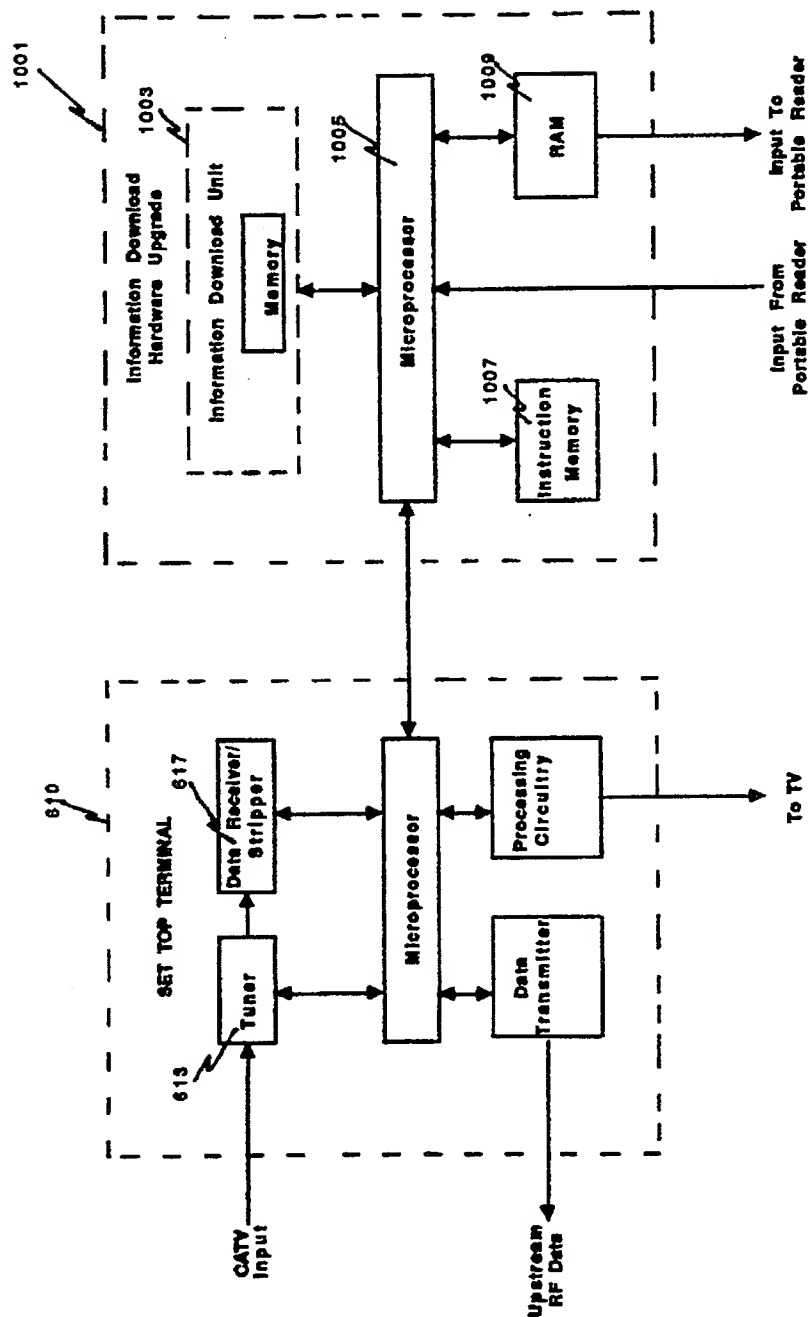 610
SET TOP TERMINAL
617
Data Receiver/
Stripper
613
Tuner
CATV
Input
Microprocessor
Data
Transmitter
Processing
Circuitry
Upstream
RF Data
To TV
1001
Information Download
Hardware Upgrade
1003
Information Download Unit
Memory
1005
Microprocessor
1007
Instruction
Memory
1009
RAM
Input From
Portable Reader
Input To
Portable Reader